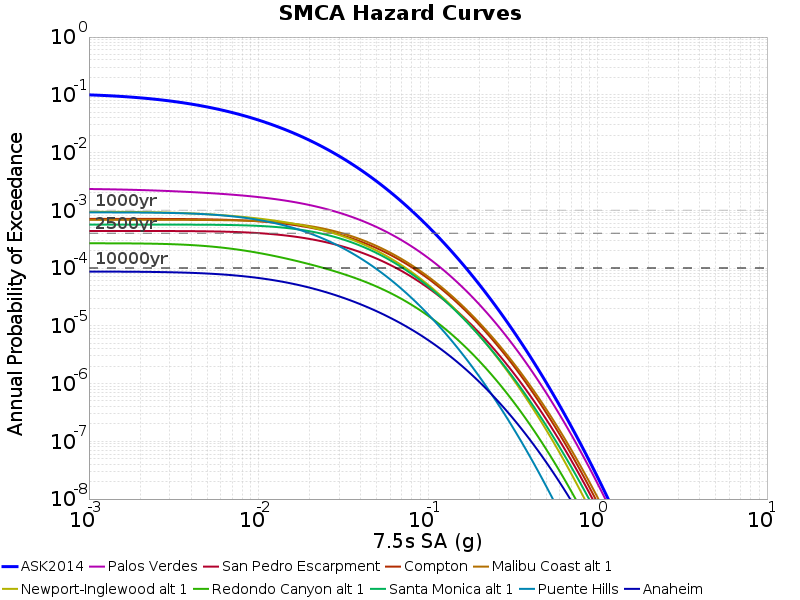 SMCA Hazard Curves
Annual Probability of Exceedance
10^0
10^-1
10^-2
10^-3
10^-4
10^-5
10^-6
10^-7
10^-8
1000yr
2500yr
10000yr
10^-3 10^-2 10^-1 10^0 10^1
7.5s SA (g)
ASK2014 Palos Verdes San Pedro Escarpment Compton Malibu Coast alt 1
Newport-Inglewood alt 1 Redondo Canyon alt 1 Santa Monica alt 1 Puente Hills Anaheim